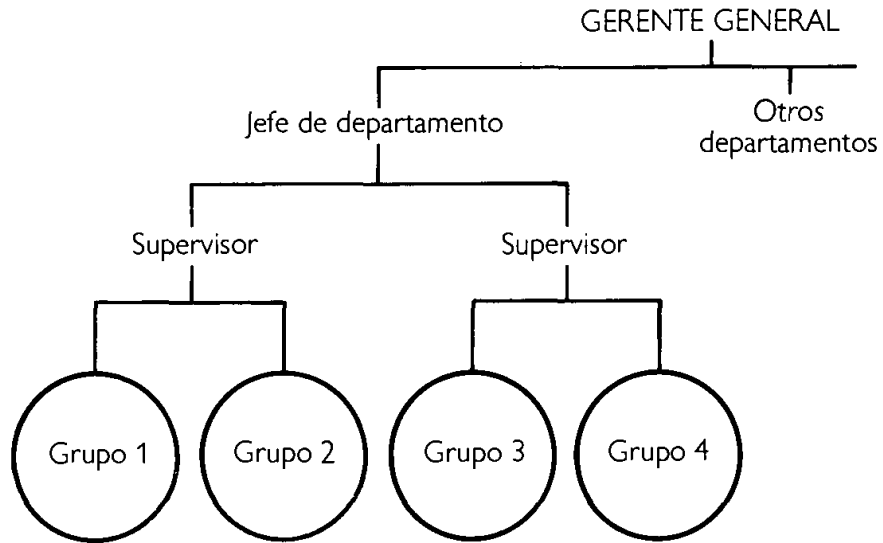 GERENTE GENERAL
Jefe de departamento
Otros
departamentos
Supervisor
Supervisor
Grupo 1
Grupo 2
Grupo 3
Grupo 4